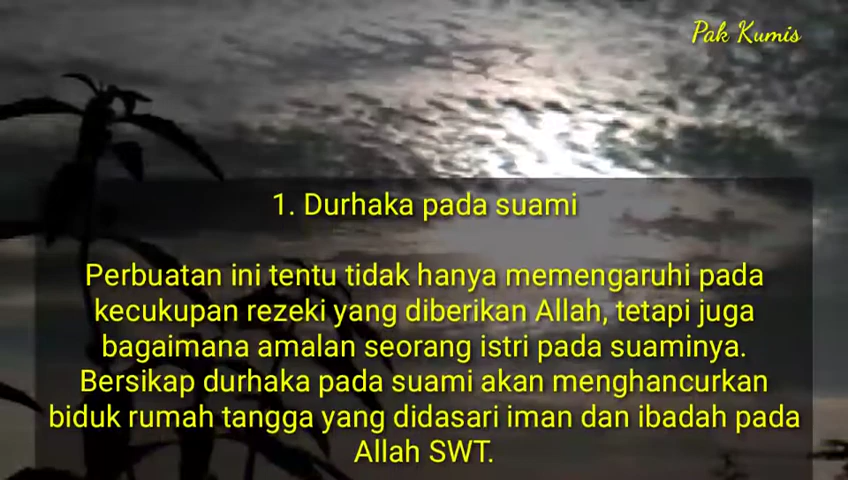 Pak Kumis
1. Durhaka pada suami
Perbuatan ini tentu tidak hanya memengaruhi pada
kecukupan rezeki yang diberikan Allah, tetapi juga
bagaimana amalan seorang istri pada suaminya.
Bersikap durhaka pada suami akan menghancurkan
biduk rumah tangga yang didasari iman dan ibadah pada
Allah SWT.